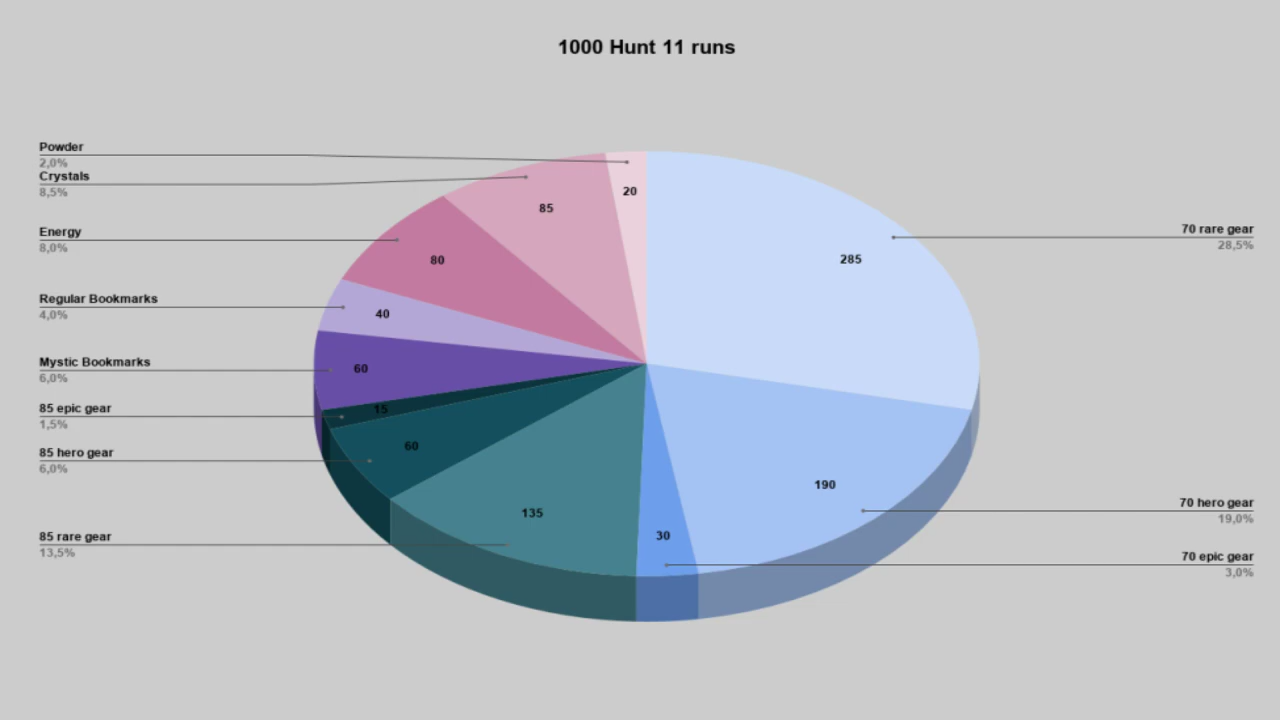 1000 Hunt 11 runs
Powder
2,0%
Crystals
8,5%
Energy
8,0%
Regular Bookmarks
4,0%
Mystic Bookmarks
6,0%
85 epic gear
1,5%
85 hero gear
6,0%
85 rare gear
13,5%
20
85
80
40
60
15
60
135
30
190
285
70 rare gear
28,5%
70 hero gear
19,0%
70 epic gear
3,0%